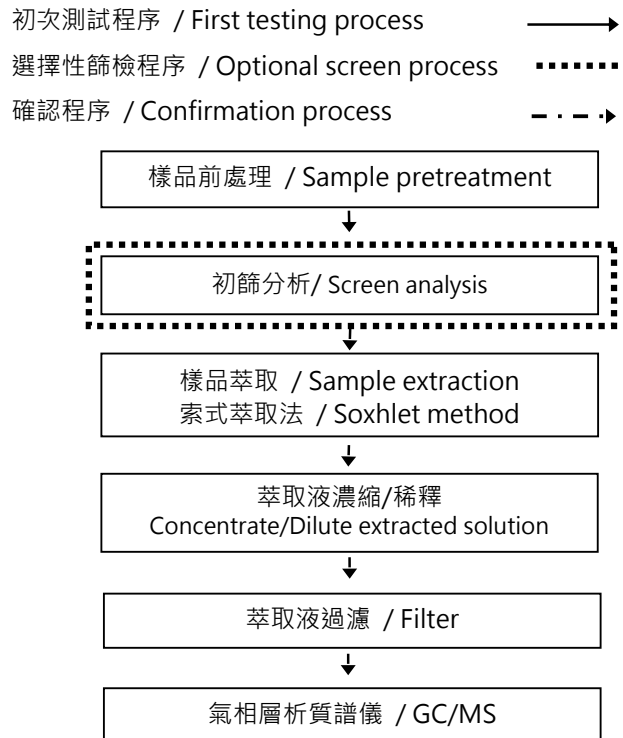 初次測試程序 / First testing process
選擇性篩檢程序 / Optional screen process
確認程序 / Confirmation process
樣品前處理 / Sample pretreatment
初篩分析/ Screen analysis
樣品萃取 / Sample extraction
索式萃取法 / Soxhlet method
萃取液濃縮/稀釋
Concentrate/Dilute extracted solution
萃取液過濾 / Filter
氣相層析質譜儀 / GC/MS